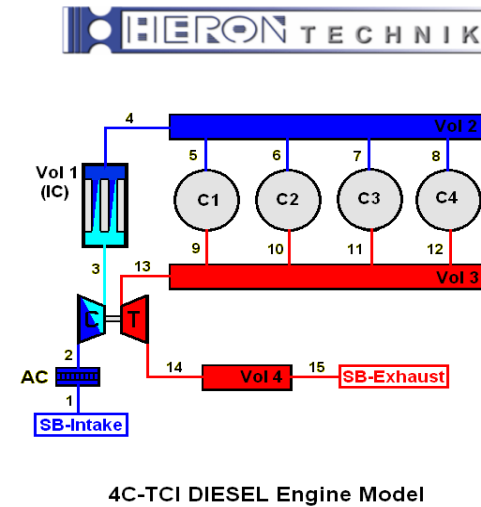 HERON TECHNIK
4
Vol 2
5 6 7 8
Vol 1
(IC)
C1 C2 C3 C4
9 10 11 12
3 13
Vol 3
C T
2
14 15
AC
Vol 4
SB-Exhaust
1
SB-Intake
4C-TCI DIESEL Engine Model